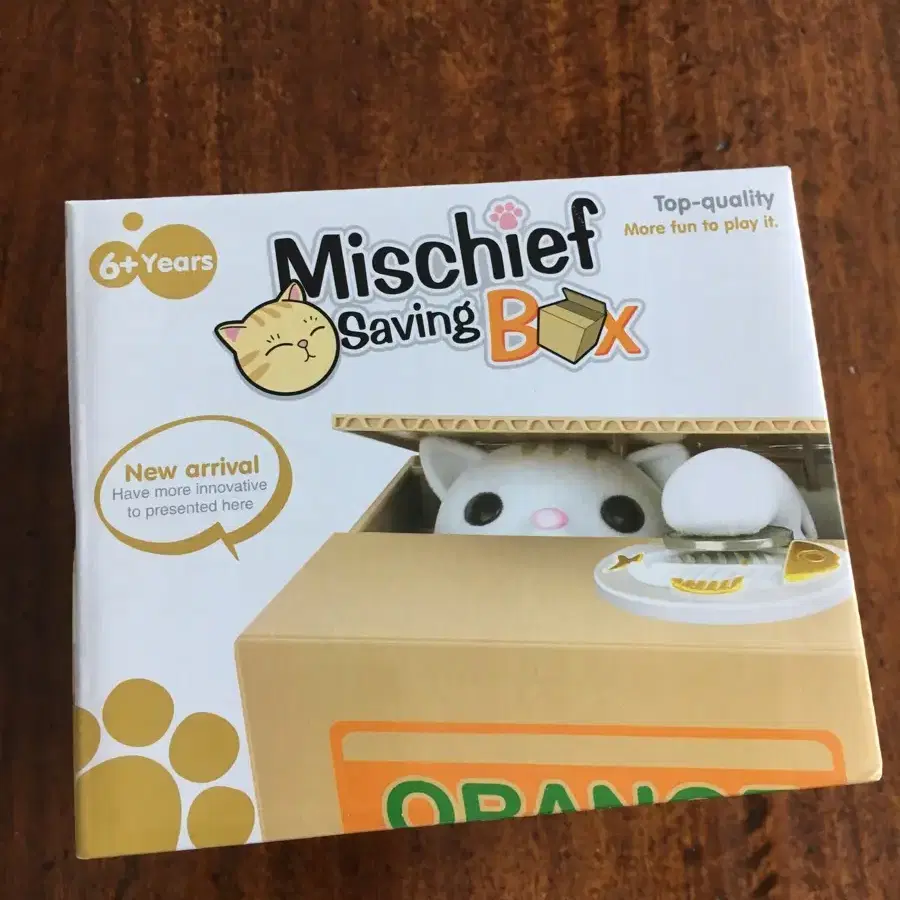 Top-quality
More fun to play it.
6+ Years
Mischief
Saving Box
New arrival
Have more innovative
to presented here
ORANGE